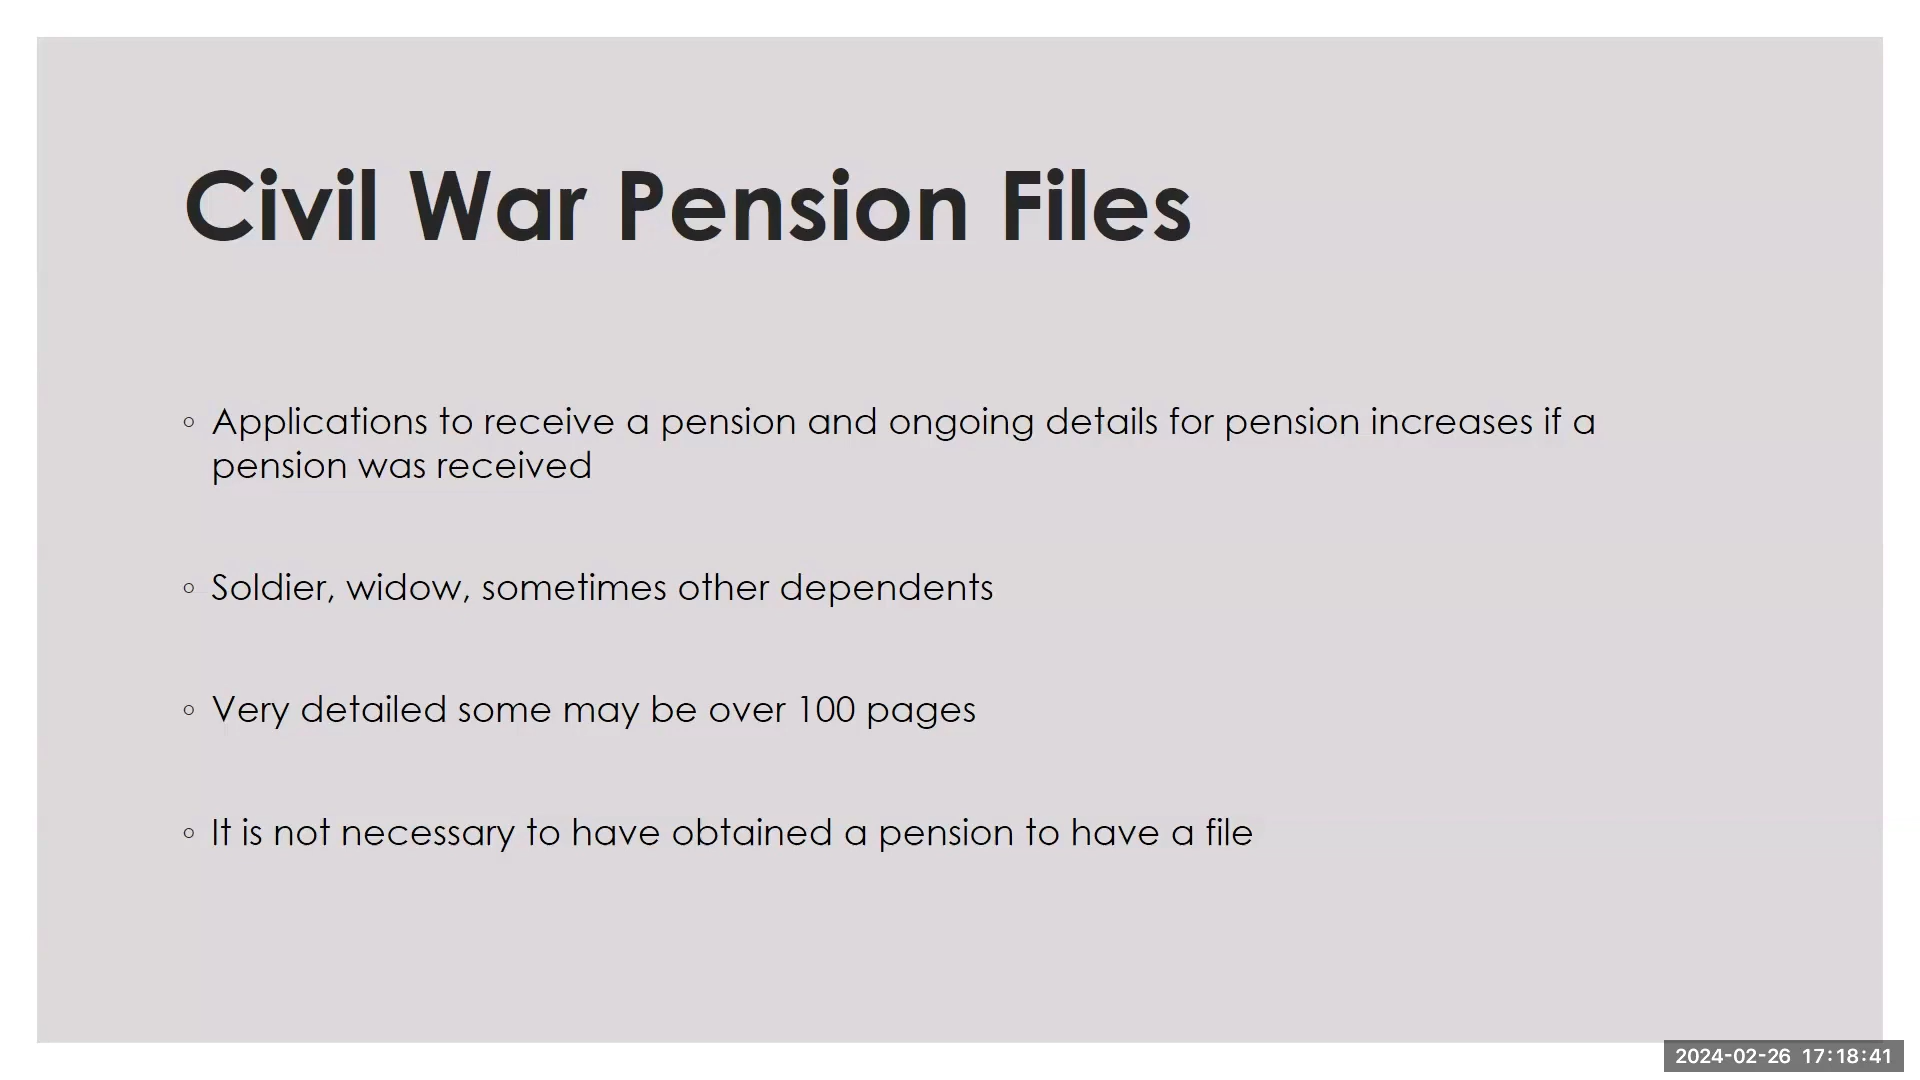 Civil War Pension Files
◦ Applications to receive a pension and ongoing details for pension increases if a
pension was received
◦ Soldier, widow, sometimes other dependents
◦ Very detailed some may be over 100 pages
◦ It is not necessary to have obtained a pension to have a file
2024-02-26 17:18:41